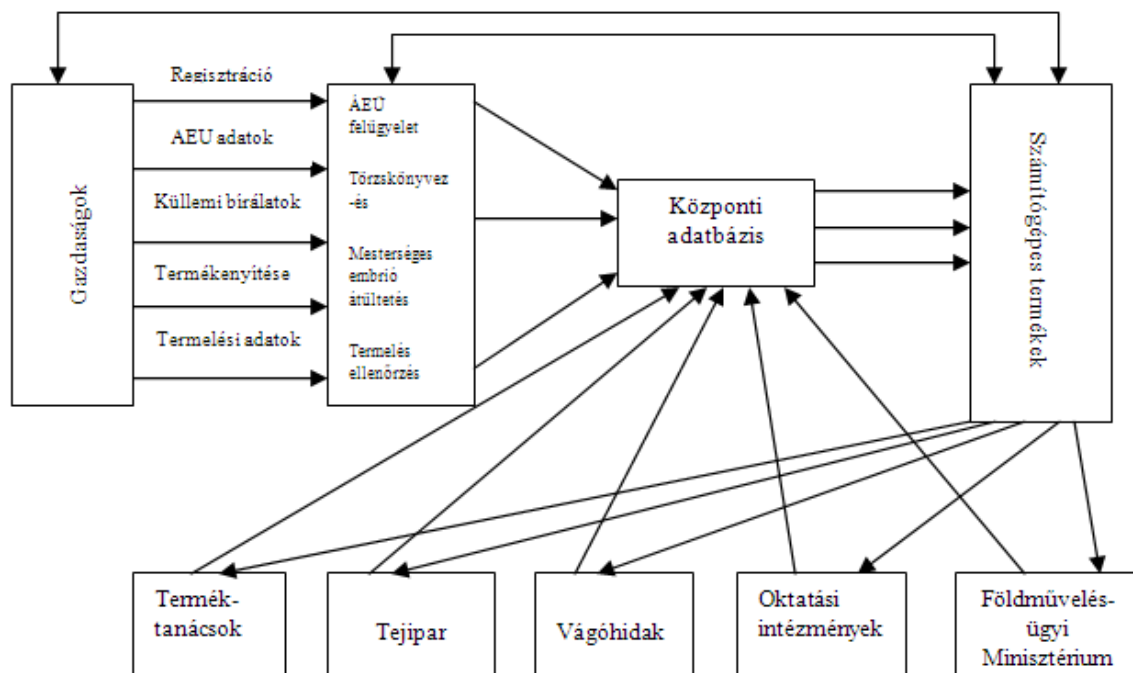 Gazdaságok
Regisztráció
AEU adatok
Küllemi bírálatok
Termékenyítése
Termelési adatok
ÁEÜ
felügyelet
Törzskönyvez
-és
Mesterséges
embrió
átültetés
Termelés
ellenőrzés
Központi
adatbázis
Számítógépes termékek
Termék-
tanácsok
Tejipar
Vágóhidak
Oktatási
intézmények
Földművelés-
ügyi
Minisztérium